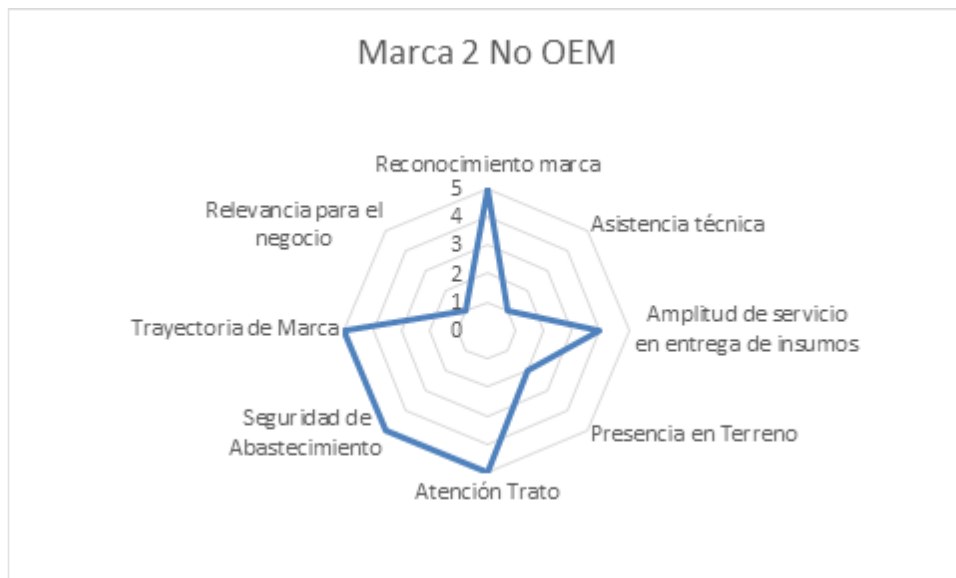 Marca 2 No OEM
Reconocimiento marca
5
4
3
2
1
0
Asistencia técnica
Amplitud de servicio
en entrega de insumos
Presencia en Terreno
Atención Trato
Seguridad de
Abastecimiento
Trayectoria de Marca
Relevancia para el
negocio